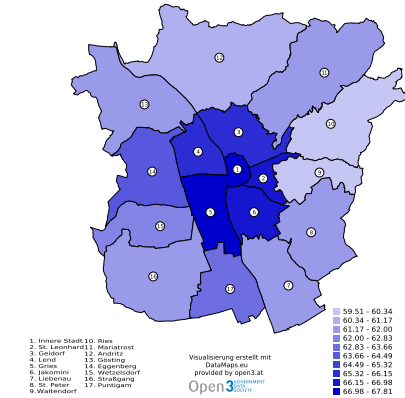 12
11
13
10
3
4
1
9
14
2
5
6
15
8
16
17
7
59.51 - 60.34
60.34 - 61.17
61.17 - 62.00
62.00 - 62.83
62.83 - 63.66
63.66 - 64.49
64.49 - 65.32
65.32 - 66.15
66.15 - 66.98
66.98 - 67.81
1. Innere Stadt
2. St. Leonhard
3. Geidorf
4. Lend
5. Gries
6. Jakomini
7. Liebenau
8. St. Peter
9. Waltendorf
10. Ries
11. Mariatrost
12. Andritz
13. Gösting
14. Eggenberg
15. Wetzelsdorf
16. Straßgang
17. Puntigam
Visualisierung erstellt mit
DataMaps.eu
provided by open3.at
Open3
GOVERNMENT
DATA
SOCIETY